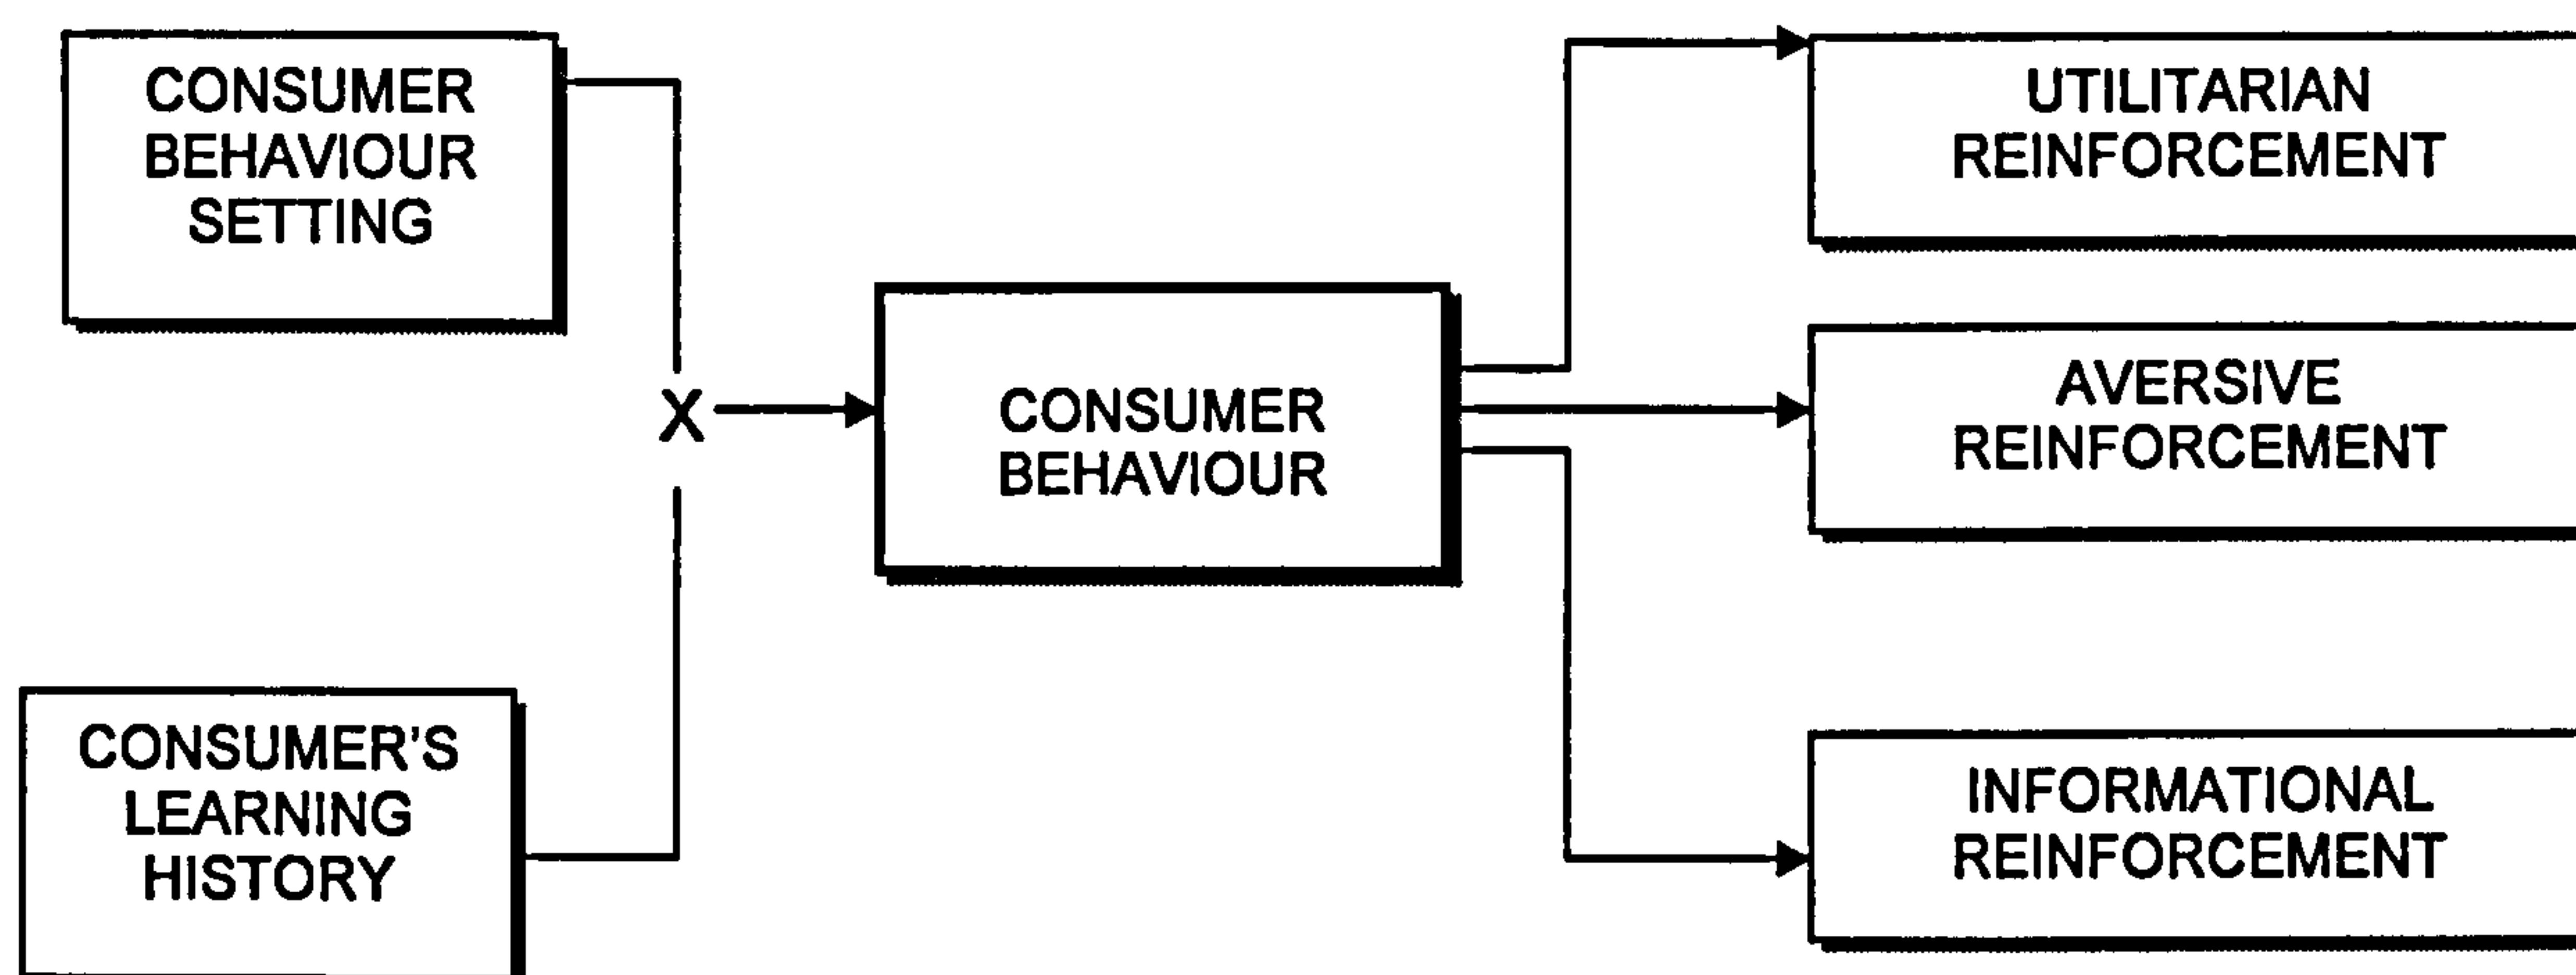 CONSUMER
BEHAVIOUR
SETTING
X
CONSUMER'S
LEARNING
HISTORY
CONSUMER
BEHAVIOUR
UTILITARIAN
REINFORCEMENT
AVERSIVE
REINFORCEMENT
INFORMATIONAL
REINFORCEMENT